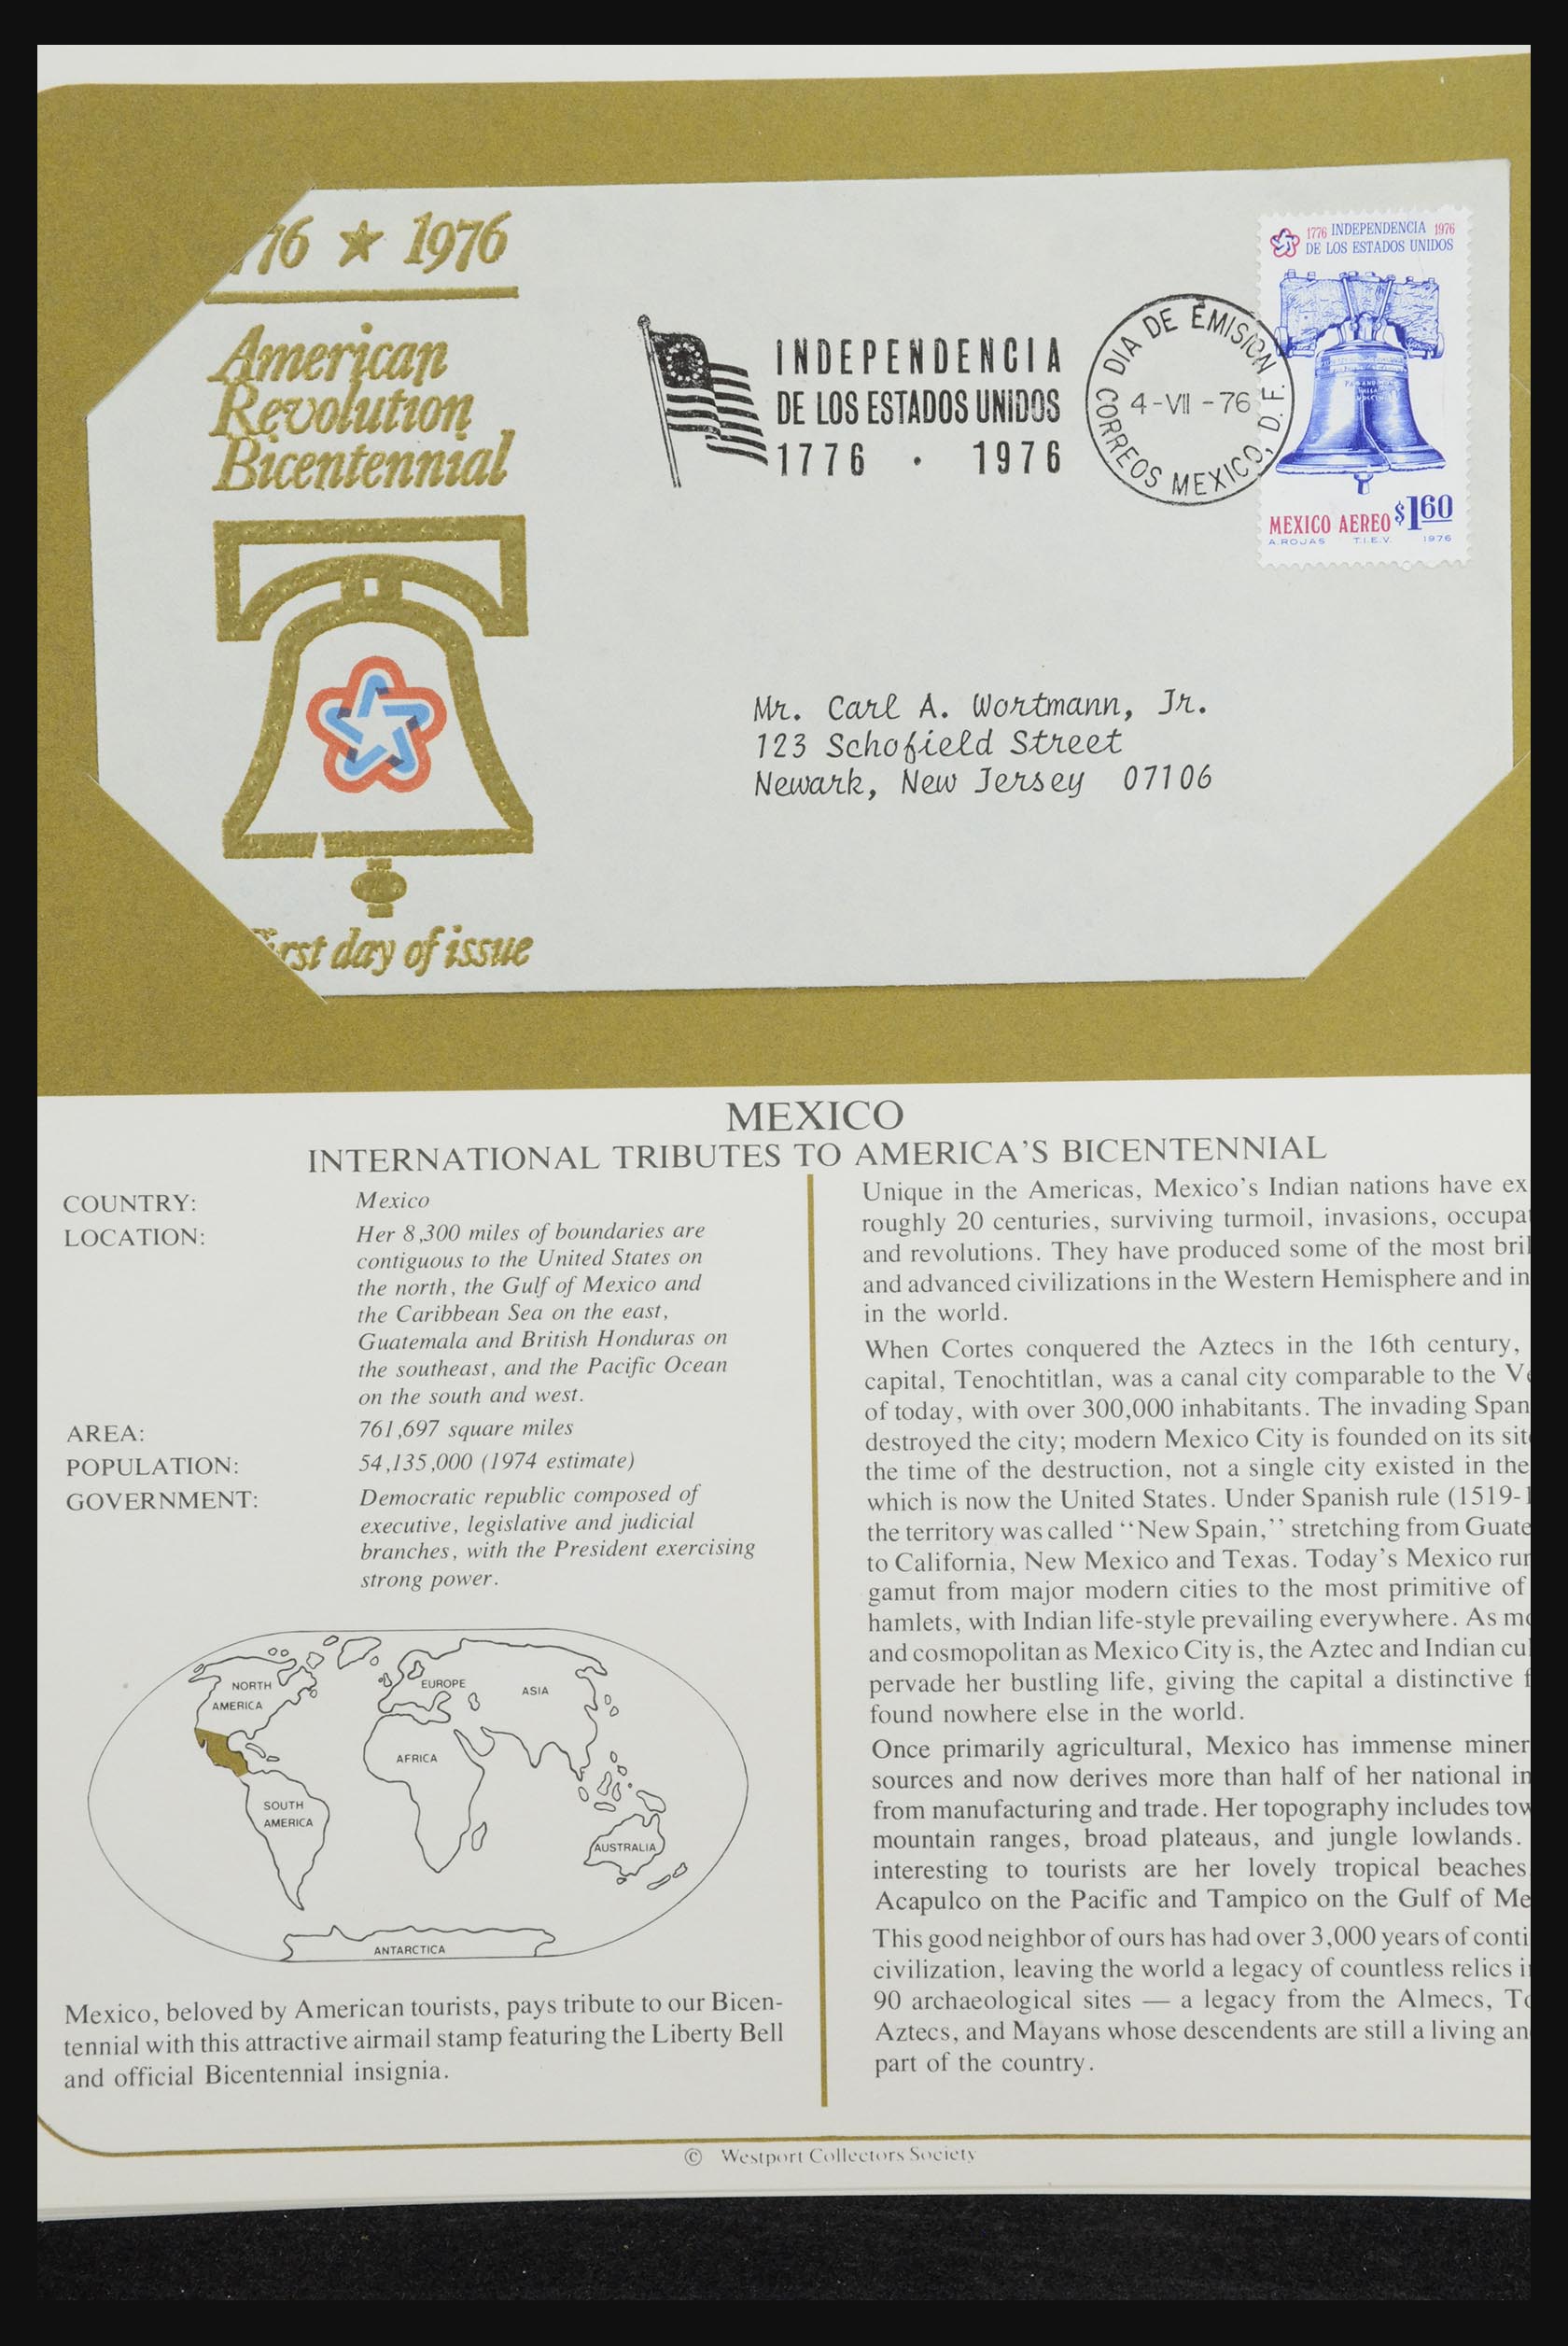 76 ★ 1976
American
Revolution
Bicentennial
First day of issue
INDEPENDENCIA
DE LOS ESTADOS UNIDOS
1776 · 1976
DIA DE EMISION
4-VII-76
CORREOS MEXICO, D.F.
1776 INDEPENDENCIA 1976
DE LOS ESTADOS UNIDOS
MEXICO AEREO $1.60
A.ROJAS T.I.E.V. 1976
Mr. Carl A. Wortmann, Jr.
123 Schofield Street
Newark, New Jersey 07106
MEXICO
INTERNATIONAL TRIBUTES TO AMERICA'S BICENTENNIAL
COUNTRY: Mexico
LOCATION: Her 8,300 miles of boundaries are
contiguous to the United States on
the north, the Gulf of Mexico and
the Caribbean Sea on the east,
Guatemala and British Honduras on
the southeast, and the Pacific Ocean
on the south and west.
AREA: 761,697 square miles
POPULATION: 54,135,000 (1974 estimate)
GOVERNMENT: Democratic republic composed of
executive, legislative and judicial
branches, with the President exercising
strong power.
NORTH
AMERICA
EUROPE
ASIA
AFRICA
SOUTH
AMERICA
AUSTRALIA
ANTARCTICA
Mexico, beloved by American tourists, pays tribute to our Bicen-
tennial with this attractive airmail stamp featuring the Liberty Bell
and official Bicentennial insignia.
Unique in the Americas, Mexico's Indian nations have ex
roughly 20 centuries, surviving turmoil, invasions, occupa
and revolutions. They have produced some of the most bril
and advanced civilizations in the Western Hemisphere and in
in the world.
When Cortes conquered the Aztecs in the 16th century,
capital, Tenochtitlan, was a canal city comparable to the V
of today, with over 300,000 inhabitants. The invading Span
destroyed the city; modern Mexico City is founded on its sit
the time of the destruction, not a single city existed in the
which is now the United States. Under Spanish rule (1519-1
the territory was called "New Spain," stretching from Guate
to California, New Mexico and Texas. Today's Mexico run
gamut from major modern cities to the most primitive of
hamlets, with Indian life-style prevailing everywhere. As mo
and cosmopolitan as Mexico City is, the Aztec and Indian cul
pervade her bustling life, giving the capital a distinctive f
found nowhere else in the world.
Once primarily agricultural, Mexico has immense miner
sources and now derives more than half of her national in
from manufacturing and trade. Her topography includes tow
mountain ranges, broad plateaus, and jungle lowlands.
interesting to tourists are her lovely tropical beaches
Acapulco on the Pacific and Tampico on the Gulf of Me
This good neighbor of ours has had over 3,000 years of conti
civilization, leaving the world a legacy of countless relics i
90 archaeological sites — a legacy from the Almecs, To
Aztecs, and Mayans whose descendents are still a living an
part of the country.
© Westport Collectors Society